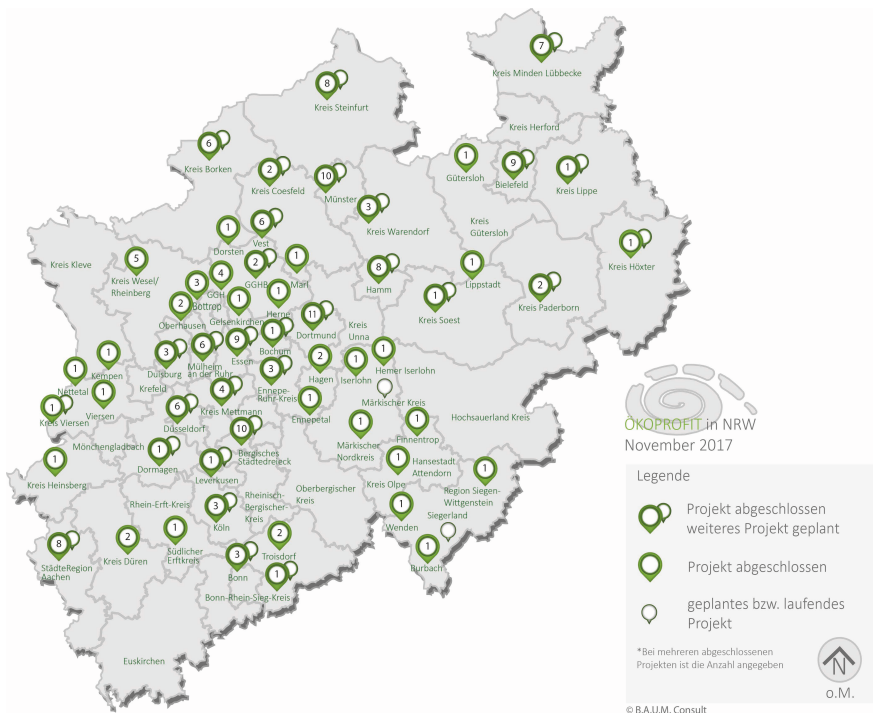 7
Kreis Minden Lübbecke
8
Kreis Steinfurt
Kreis Herford
6
Kreis Borken
2
Kreis Coesfeld
10
Münster
1
Gütersloh
9
Bielefeld
1
Kreis Lippe
3
Kreis Warendorf
Kreis
Gütersloh
1
Dorsten
6
Vest
1
Kreis Höxter
Kreis Kleve
5
Kreis Wesel/
Rheinberg
3
Bottrop
4
GGH
2
GGHB
1
Marl
8
Hamm
1
Lippstadt
2
Oberhausen
1
Gelsenkirchen
1
Herne
1
Kreis Soest
2
Kreis Paderborn
11
Dortmund
Kreis
Unna
3
Duisburg
6
Mülheim
an der Ruhr
9
Essen
1
Bochum
1
Kempen
1
Nettetal
Krefeld
3
Ennepe-
Ruhr-Kreis
2
Hagen
1
Iserlohn
1
Hemer Iserlohn
Märkischer Kreis
1
Kreis Viersen
1
Viersen
4
Kreis Mettmann
6
Düsseldorf
1
Ennepetal
Hochsauerland Kreis
10
Bergisches
Städtedreieck
1
Märkischer
Nordkreis
1
Finnentrop
Mönchengladbach
1
Dormagen
1
Leverkusen
1
Kreis Heinsberg
1
Hansestadt
Attendorn
1
Region Siegen-
Wittgenstein
Kreis Olpe
Rhein-Erft-Kreis
3
Köln
Rheinisch-
Bergischer-
Kreis
Oberbergischer
Kreis
1
Wenden
Siegerland
8
StädteRegion
Aachen
2
Kreis Düren
1
Südlicher
Erftkreis
2
Troisdorf
1
Burbach
3
Bonn
1
Bonn-Rhein-Sieg-Kreis
Euskirchen
ÖKOPROFIT in NRW
November 2017
Legende
Projekt abgeschlossen
weiteres Projekt geplant
Projekt abgeschlossen
geplantes bzw. laufendes
Projekt
*Bei mehreren abgeschlossenen
Projekten ist die Anzahl angegeben
N
o.M.
© B.A.U.M. Consult